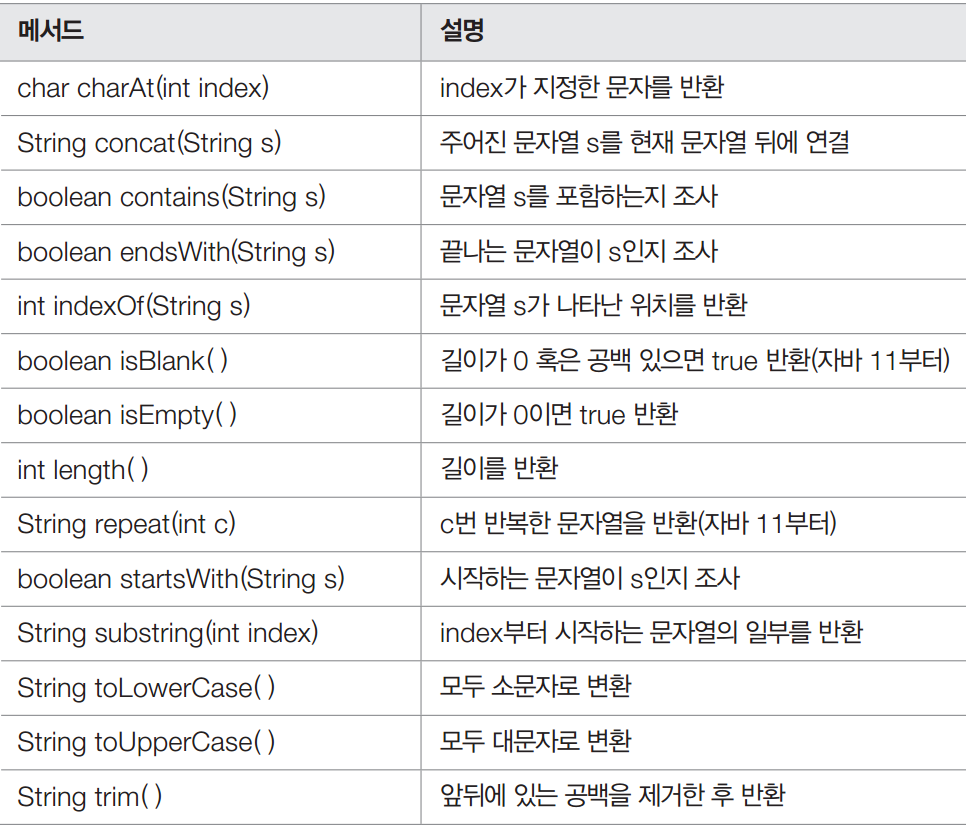 메서드 설명
char charAt(int index) index가 지정한 문자를 반환
String concat(String s) 주어진 문자열 s를 현재 문자열 뒤에 연결
boolean contains(String s) 문자열 s를 포함하는지 조사
boolean endsWith(String s) 끝나는 문자열이 s인지 조사
int indexOf(String s) 문자열 s가 나타난 위치를 반환
boolean isBlank( ) 길이가 0 혹은 공백 있으면 true 반환(자바 11부터)
boolean isEmpty( ) 길이가 0이면 true 반환
int length( ) 길이를 반환
String repeat(int c) c번 반복한 문자열을 반환(자바 11부터)
boolean startsWith(String s) 시작하는 문자열이 s인지 조사
String substring(int index) index부터 시작하는 문자열의 일부를 반환
String toLowerCase( ) 모두 소문자로 변환
String toUpperCase( ) 모두 대문자로 변환
String trim( ) 앞뒤에 있는 공백을 제거한 후 반환